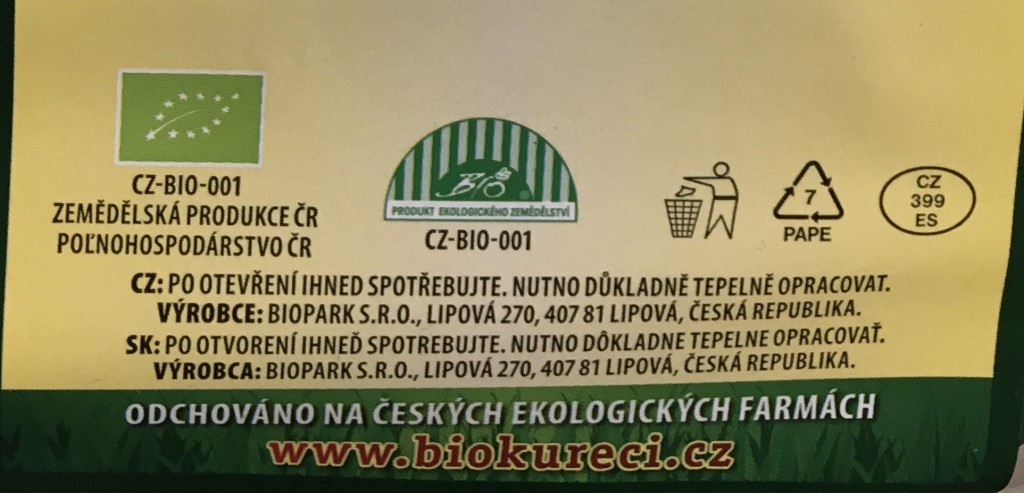 CZ-BIO-001
ZEMĚDĚLSKÁ PRODUKCE ČR
POĽNOHOSPODÁRSTVO ČR
BIO
PRODUKT EKOLOGICKÉHO ZEMĚDĚLSTVÍ
CZ-BIO-001
7
PAPE
CZ
399
ES
CZ: PO OTEVŘENÍ IHNED SPOTŘEBUJTE. NUTNO DŮKLADNĚ TEPELNĚ OPRACOVAT.
VÝROBCE: BIOPARK S.R.O., LIPOVÁ 270, 407 81 LIPOVÁ, ČESKÁ REPUBLIKA.
SK: PO OTVORENÍ IHNEĎ SPOTREBUJTE. NUTNO DÔKLADNE TEPELNE OPRACOVAŤ.
VÝROBCA: BIOPARK S.R.O., LIPOVÁ 270, 407 81 LIPOVÁ, ČESKÁ REPUBLIKA.
ODCHOVÁNO NA ČESKÝCH EKOLOGICKÝCH FARMÁCH
www.biokureci.cz